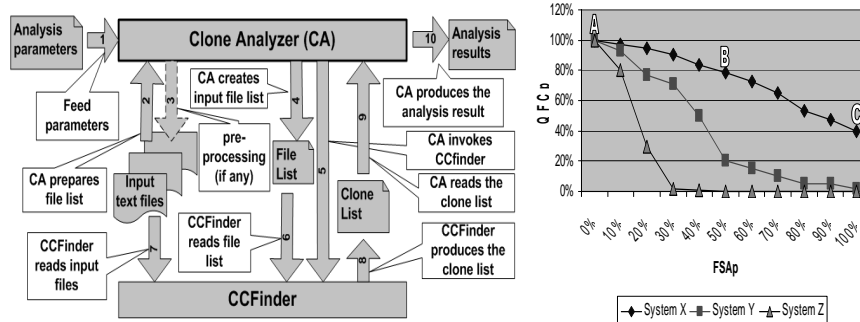 Analysis
parameters
1
Clone Analyzer (CA)
10
Analysis
results
Feed
parameters
2
3
CA creates
input file list
4
5
9
CA produces the
analysis result
pre-
processing
(if any)
CA prepares
file list
File
List
CA invokes
CCfinder
CA reads the
clone list
Input
text files
Clone
List
CCFinder
reads input
files
7
CCFinder
reads file
list
6
8
CCFinder
produces the
clone list
CCFinder
120%
100%
80%
60%
40%
20%
0%
QFCD
A
B
C
0%
10%
20%
30%
40%
50%
60%
70%
80%
90%
100%
FSAp
System X
System Y
System Z